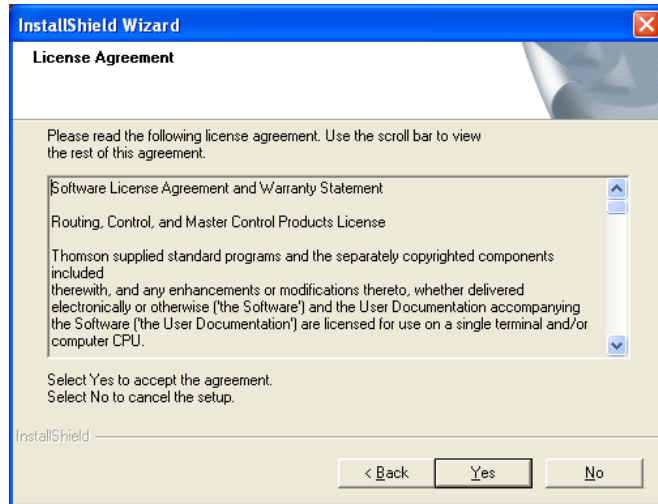 InstallShield Wizard
License Agreement
Please read the following license agreement. Use the scroll bar to view
the rest of this agreement.
Software License Agreement and Warranty Statement
Routing, Control, and Master Control Products License
Thomson supplied standard programs and the separately copyrighted components
included
therewith, and any enhancements or modifications thereto, whether delivered
electronically or otherwise ('the Software') and the User Documentation accompanying
the Software ('the User Documentation') are licensed for use on a single terminal and/or
computer CPU.
Select Yes to accept the agreement.
Select No to cancel the setup.
InstallShield
< Back Yes No